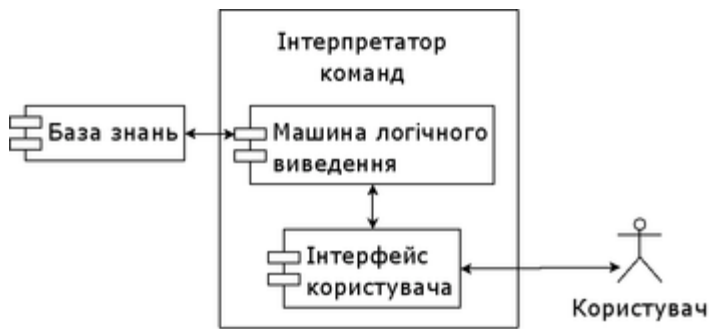 Інтерпретатор
команд
База знань
Машина логічного
виведення
Інтерфейс
користувача
Користувач